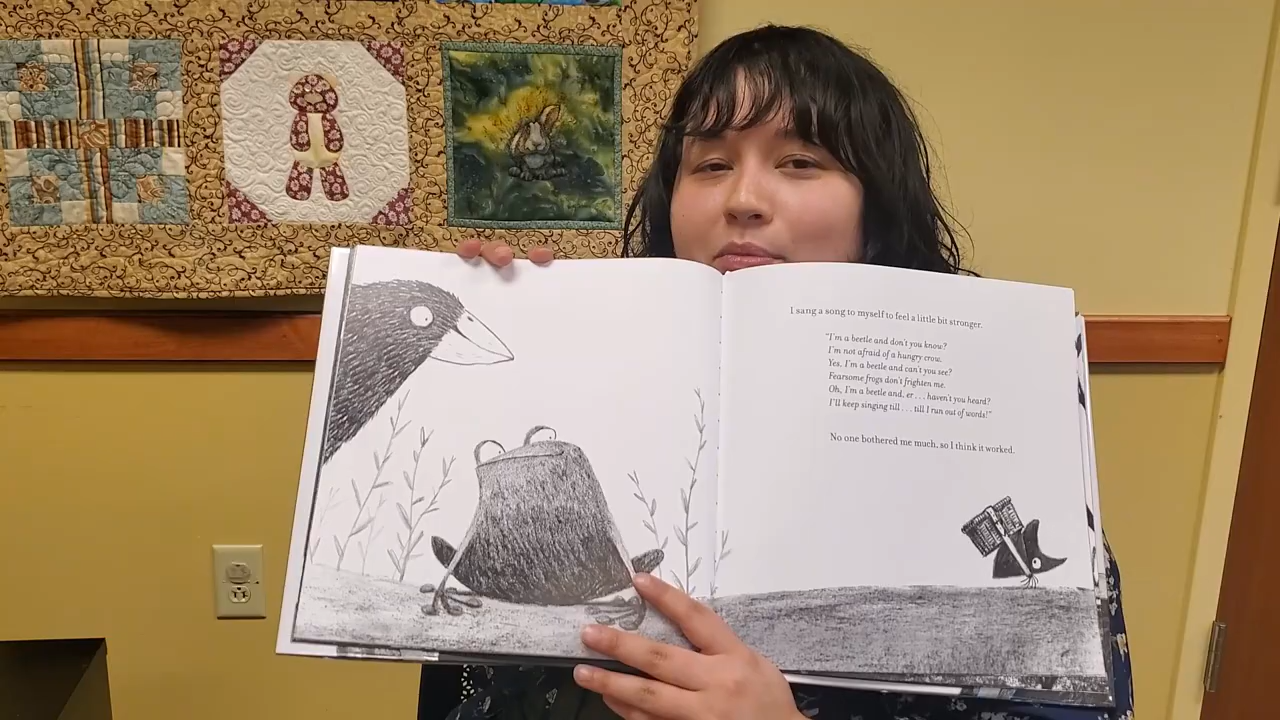 I sang a song to myself to feel a little bit stronger.
"I'm a beetle and don't you know?
I'm not afraid of a hungry crow.
Yes, I'm a beetle and can't you see?
Fearsome frogs don't frighten me.
Oh, I'm a beetle and, er . . . haven't you heard?
I'll keep singing till . . . till I run out of words!"
No one bothered me much, so I think it worked.